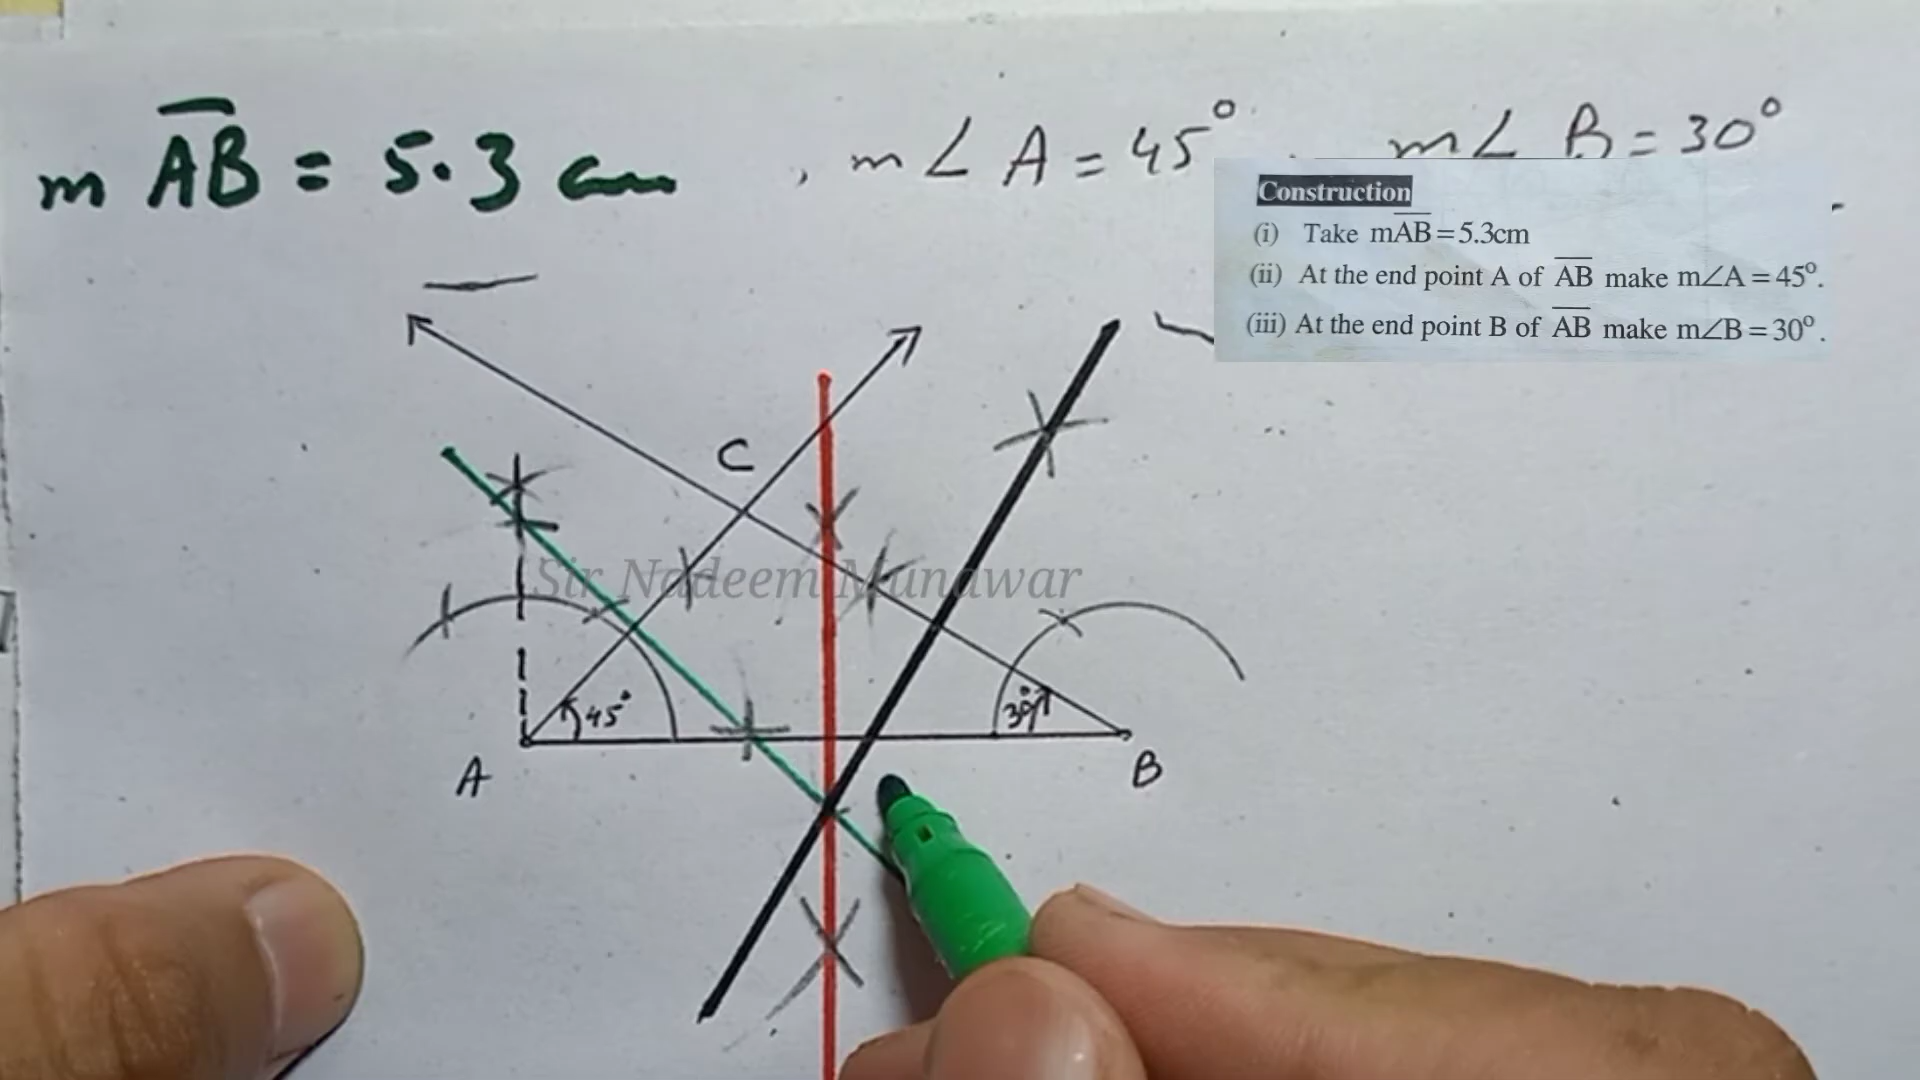 m AB = 5.3 cm , m∠A = 45° , m∠B = 30°
Construction
(i) Take mAB = 5.3cm
(ii) At the end point A of AB make m∠A = 45°.
(iii) At the end point B of AB make m∠B = 30°.
C
Sir Nadeem Munawar
45° 30°
A B